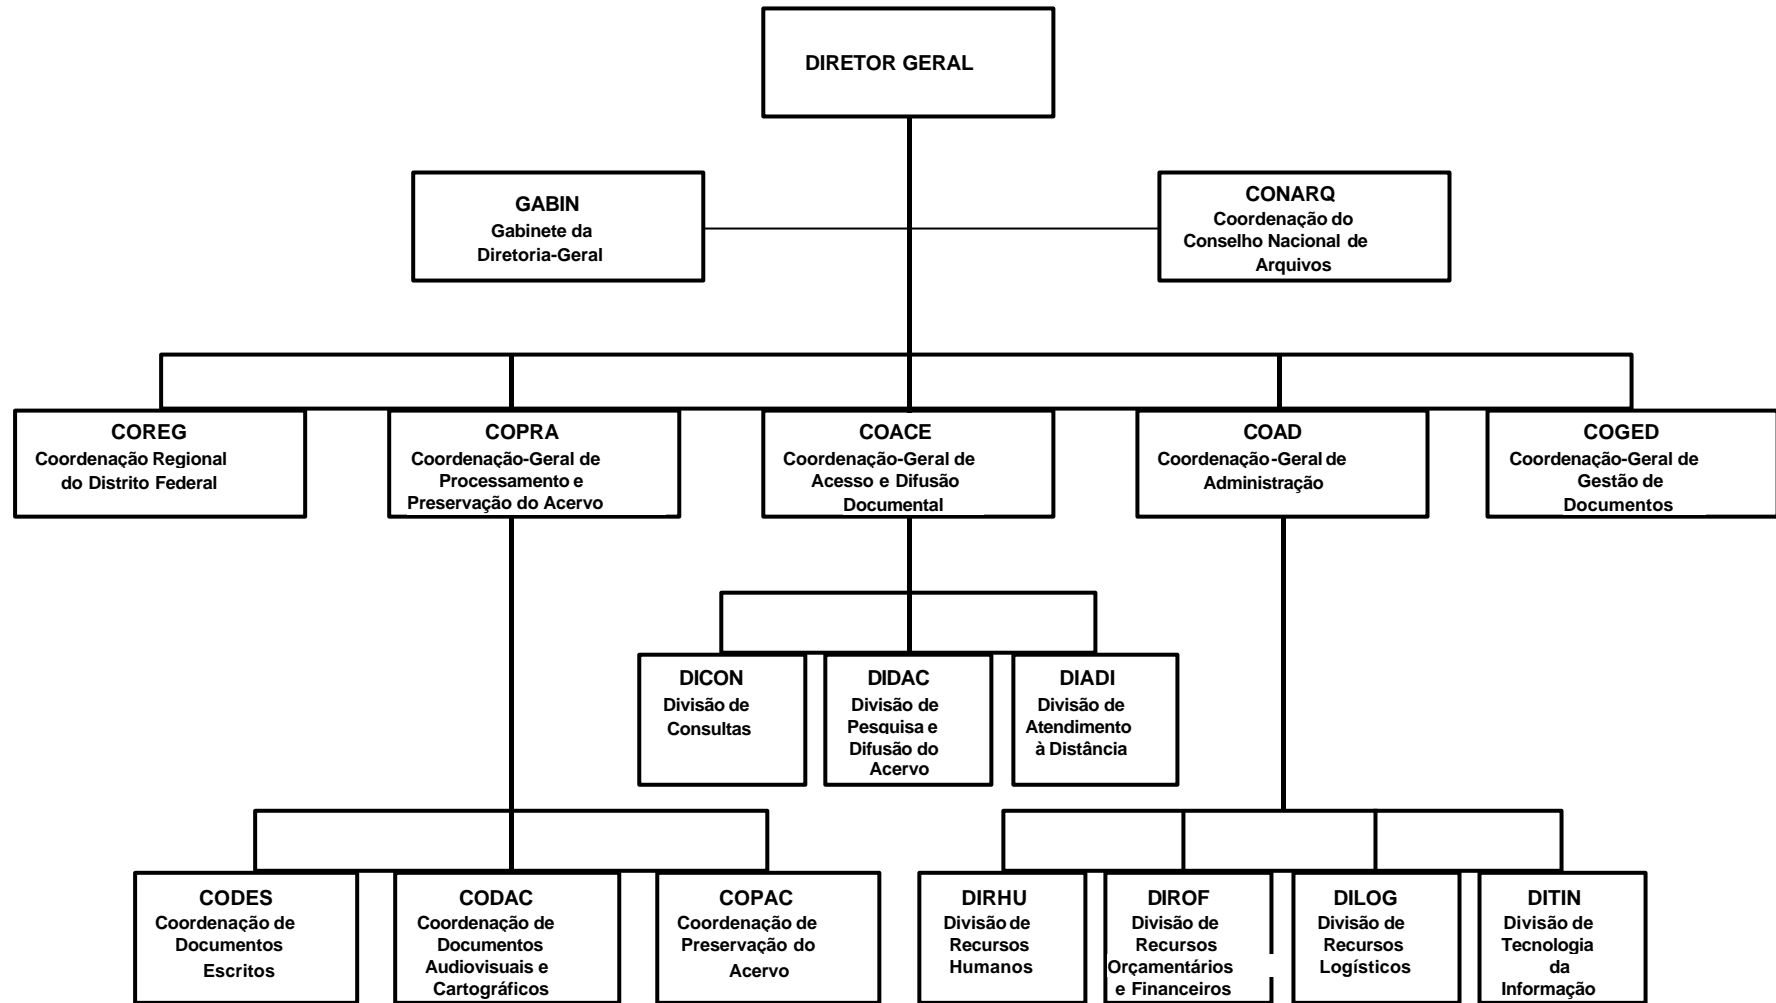 DIRETOR GERAL
GABIN
Gabinete da
Diretoria-Geral
CONARQ
Coordenação do
Conselho Nacional de
Arquivos
COREG
Coordenação Regional
do Distrito Federal
COPRA
Coordenação-Geral de
Processamento e
Preservação do Acervo
COACE
Coordenação-Geral de
Acesso e Difusão
Documental
COAD
Coordenação-Geral de
Administração
COGED
Coordenação-Geral de
Gestão de
Documentos
DICON
Divisão de
Consultas
DIDAC
Divisão de
Pesquisa e
Difusão do
Acervo
DIADI
Divisão de
Atendimento
à Distância
CODES
Coordenação de
Documentos
Escritos
CODAC
Coordenação de
Documentos
Audiovisuais e
Cartográficos
COPAC
Coordenação de
Preservação do
Acervo
DIRHU
Divisão de
Recursos
Humanos
DIROF
Divisão de
Recursos
Orçamentários
e Financeiros
DILOG
Divisão de
Recursos
Logísticos
DITIN
Divisão de
Tecnologia
da
Informação